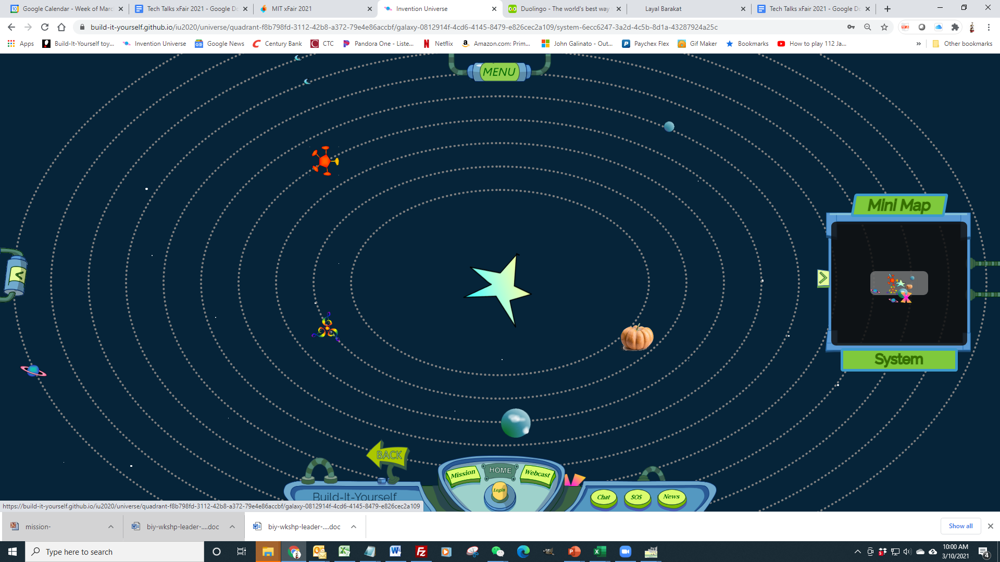 Google Calendar - Week of Marc
Tech Talks xFair 2021 - Google Do
MIT xFair 2021
Invention Universe
Duolingo - The world's best way
Layal Barakat
Tech Talks xFair 2021 - Google Do
build-it-yourself.github.io/iu2020/universe/quadrant-f8b798fd-3112-42b8-a372-79e4e86accbf/galaxy-0812914f-4cd6-4145-8479-e826cec2a109/system-6ecc6247-3a2d-4c5b-8d1a-43287924a25c
Apps
Build-It-Yourself toy...
Invention Universe
Google News
Century Bank
CTC
Pandora One - Liste...
Netflix
Amazon.com: Prim...
John Galinato - Out...
Paychex Flex
Gif Maker
Bookmarks
How to play 112 Ja...
»
Other bookmarks
MENU
Mini Map
System
BACK
Mission
HOME
Webcast
Login
Build-It-Yourself
Chat
SOS
News
https://build-it-yourself.github.io/iu2020/universe/quadrant-f8b798fd-3112-42b8-a372-79e4e86accbf/galaxy-0812914f-4cd6-4145-8479-e826cec2a109
mission-
biy-wkshp-leader-....doc
biy-wkshp-leader-....doc
Show all
Type here to search
10:00 AM
3/10/2021
4